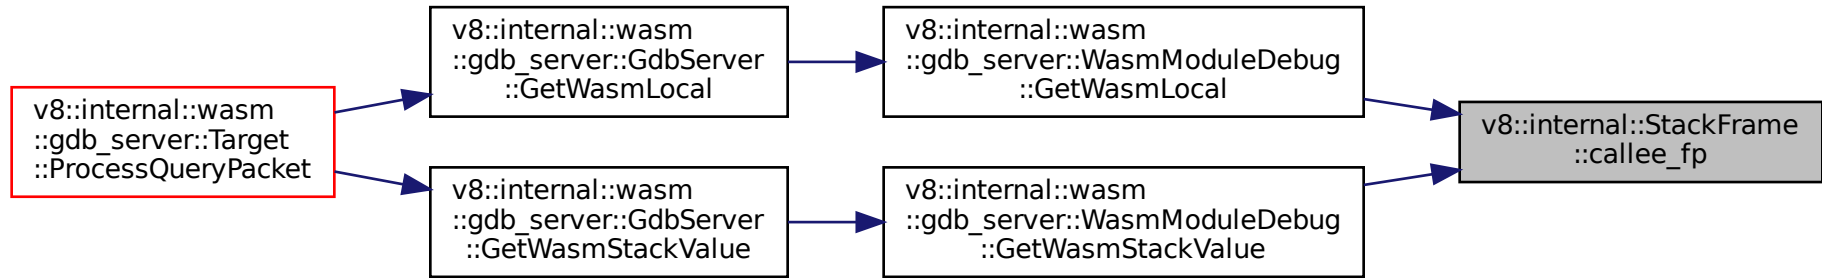 v8::internal::wasm
::gdb_server::Target
::ProcessQueryPacket
v8::internal::wasm
::gdb_server::GdbServer
::GetWasmLocal
v8::internal::wasm
::gdb_server::WasmModuleDebug
::GetWasmLocal
v8::internal::wasm
::gdb_server::GdbServer
::GetWasmStackValue
v8::internal::wasm
::gdb_server::WasmModuleDebug
::GetWasmStackValue
v8::internal::StackFrame
::callee_fp